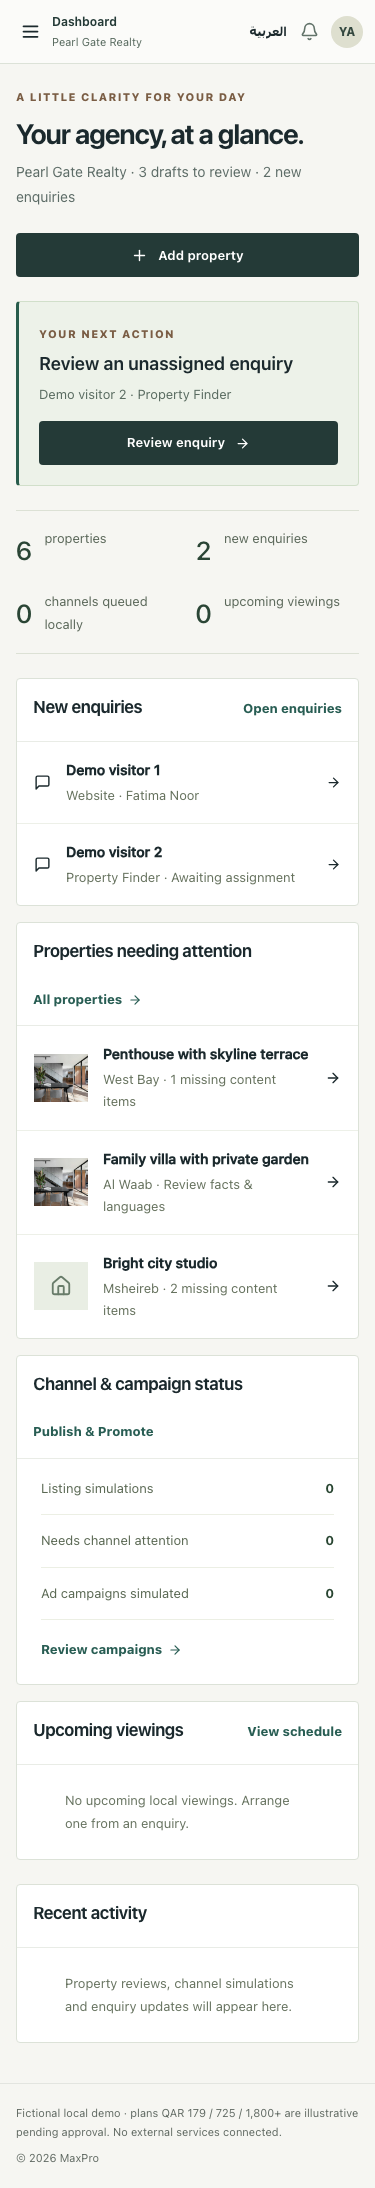 Dashboard
Pearl Gate Realty
العربية
YA
A LITTLE CLARITY FOR YOUR DAY
Your agency, at a glance.
Pearl Gate Realty · 3 drafts to review · 2 new
enquiries
Add property
YOUR NEXT ACTION
Review an unassigned enquiry
Demo visitor 2 · Property Finder
Review enquiry
6 properties
2 new enquiries
0 channels queued
locally
0 upcoming viewings
New enquiries
Open enquiries
Demo visitor 1
Website · Fatima Noor
Demo visitor 2
Property Finder · Awaiting assignment
Properties needing attention
All properties
Penthouse with skyline terrace
West Bay · 1 missing content
items
Family villa with private garden
Al Waab · Review facts &
languages
Bright city studio
Msheireb · 2 missing content
items
Channel & campaign status
Publish & Promote
Listing simulations 0
Needs channel attention 0
Ad campaigns simulated 0
Review campaigns
Upcoming viewings
View schedule
No upcoming local viewings. Arrange
one from an enquiry.
Recent activity
Property reviews, channel simulations
and enquiry updates will appear here.
Fictional local demo · plans QAR 179 / 725 / 1,800+ are illustrative
pending approval. No external services connected.
© 2026 MaxPro